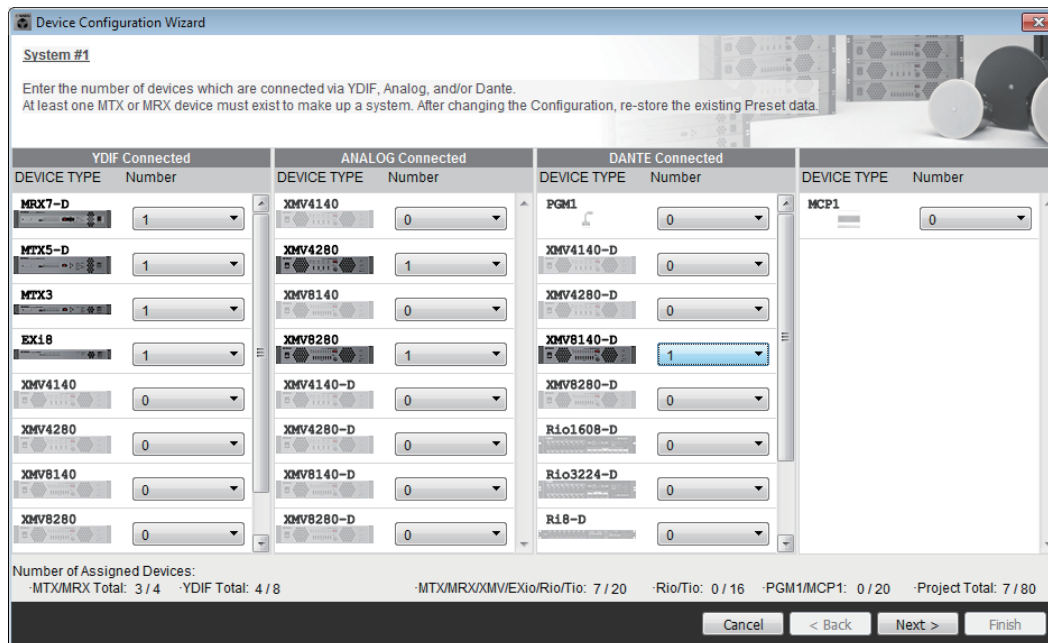 Device Configuration Wizard
System #1
Enter the number of devices which are connected via YDIF, Analog, and/or Dante.
At least one MTX or MRX device must exist to make up a system. After changing the Configuration, re-store the existing Preset data.
YDIF Connected
DEVICE TYPE Number
MRX7-D 1
MTX5-D 1
MTX3 1
EXi8 1
XMV4140 0
XMV4280 0
XMV8140 0
XMV8280 0
ANALOG Connected
DEVICE TYPE Number
XMV4140 0
XMV4280 1
XMV8140 0
XMV8280 1
XMV4140-D 0
XMV4280-D 0
XMV8140-D 0
XMV8280-D 0
DANTE Connected
DEVICE TYPE Number
PGM1 0
XMV4140-D 0
XMV4280-D 0
XMV8140-D 1
XMV8280-D 0
Rio1608-D 0
Rio3224-D 0
Ri8-D 0
DEVICE TYPE Number
MCP1 0
Number of Assigned Devices:
·MTX/MRX Total: 3 / 4 ·YDIF Total: 4 / 8 ·MTX/MRX/XMV/EXio/Rio/Tio: 7 / 20 ·Rio/Tio: 0 / 16 ·PGM1/MCP1: 0 / 20 ·Project Total: 7 / 80
Cancel < Back Next > Finish